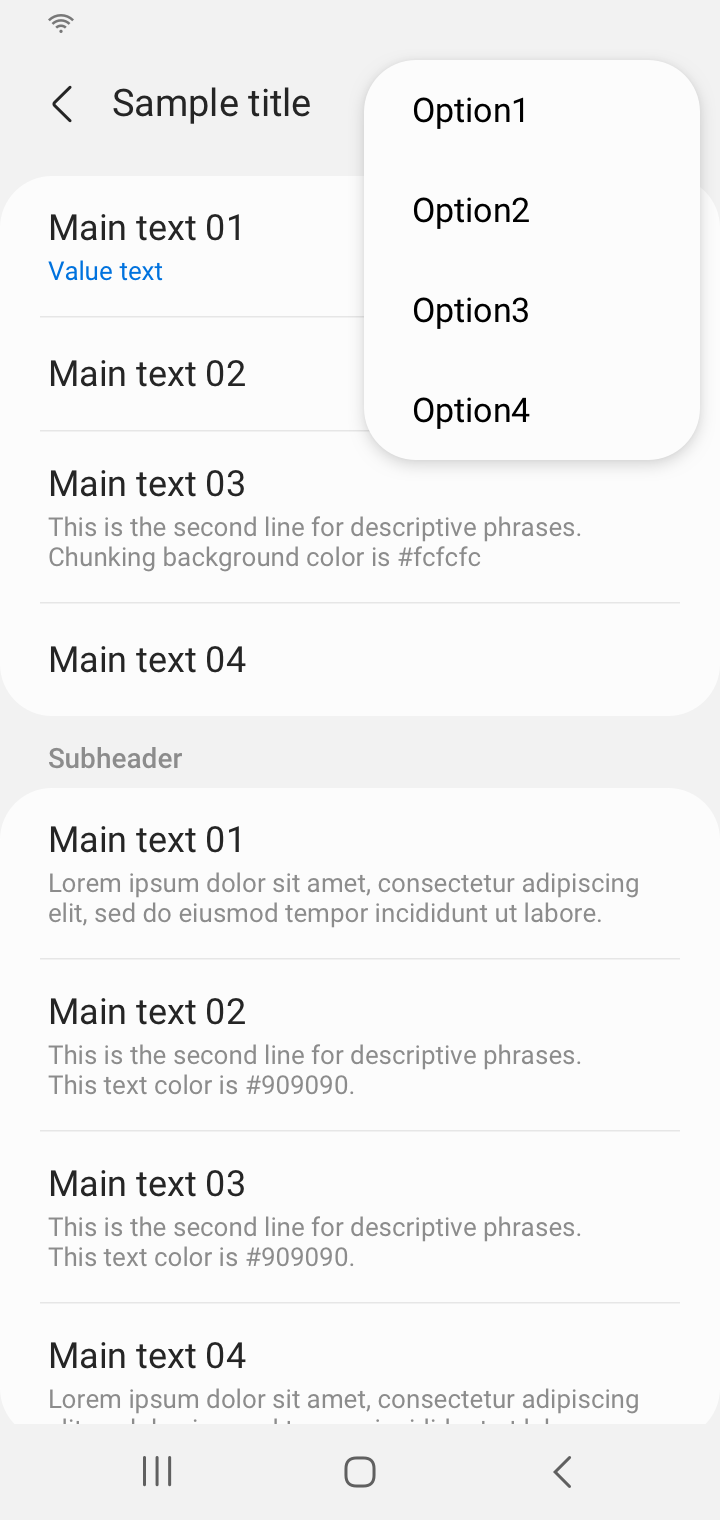 Sample title
Option1
Option2
Option3
Option4
Main text 01
Value text
Main text 02
Main text 03
This is the second line for descriptive phrases.
Chunking background color is #fcfcfc
Main text 04
Subheader
Main text 01
Lorem ipsum dolor sit amet, consectetur adipiscing
elit, sed do eiusmod tempor incididunt ut labore.
Main text 02
This is the second line for descriptive phrases.
This text color is #909090.
Main text 03
This is the second line for descriptive phrases.
This text color is #909090.
Main text 04
Lorem ipsum dolor sit amet, consectetur adipiscing